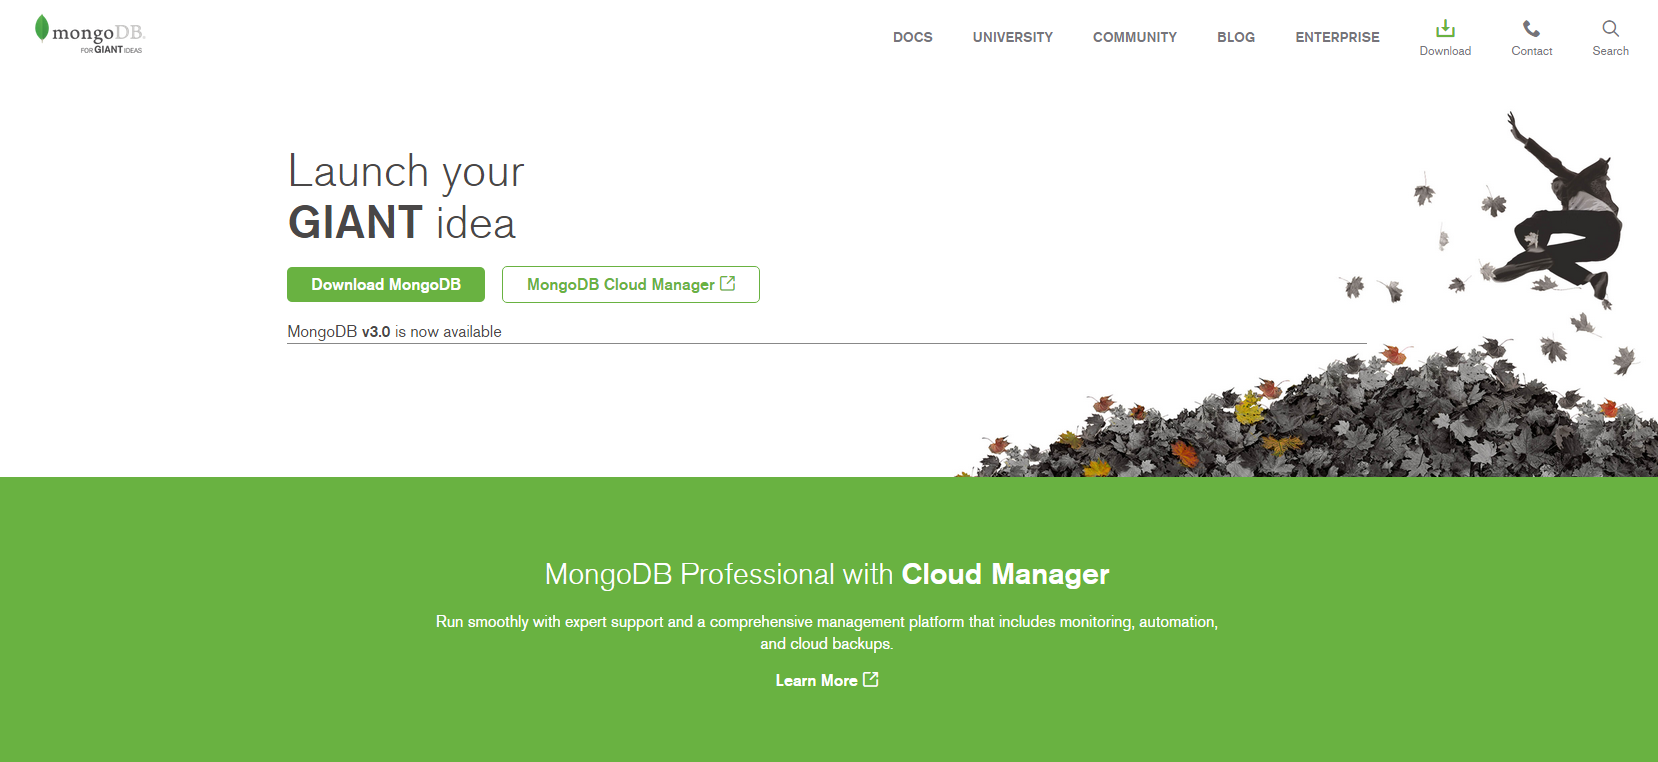 mongoDB.
FOR GIANT IDEAS
DOCS
UNIVERSITY
COMMUNITY
BLOG
ENTERPRISE
Download
Contact
Search
Launch your
GIANT idea
Download MongoDB
MongoDB Cloud Manager
MongoDB v3.0 is now available
MongoDB Professional with Cloud Manager
Run smoothly with expert support and a comprehensive management platform that includes monitoring, automation,
and cloud backups.
Learn More